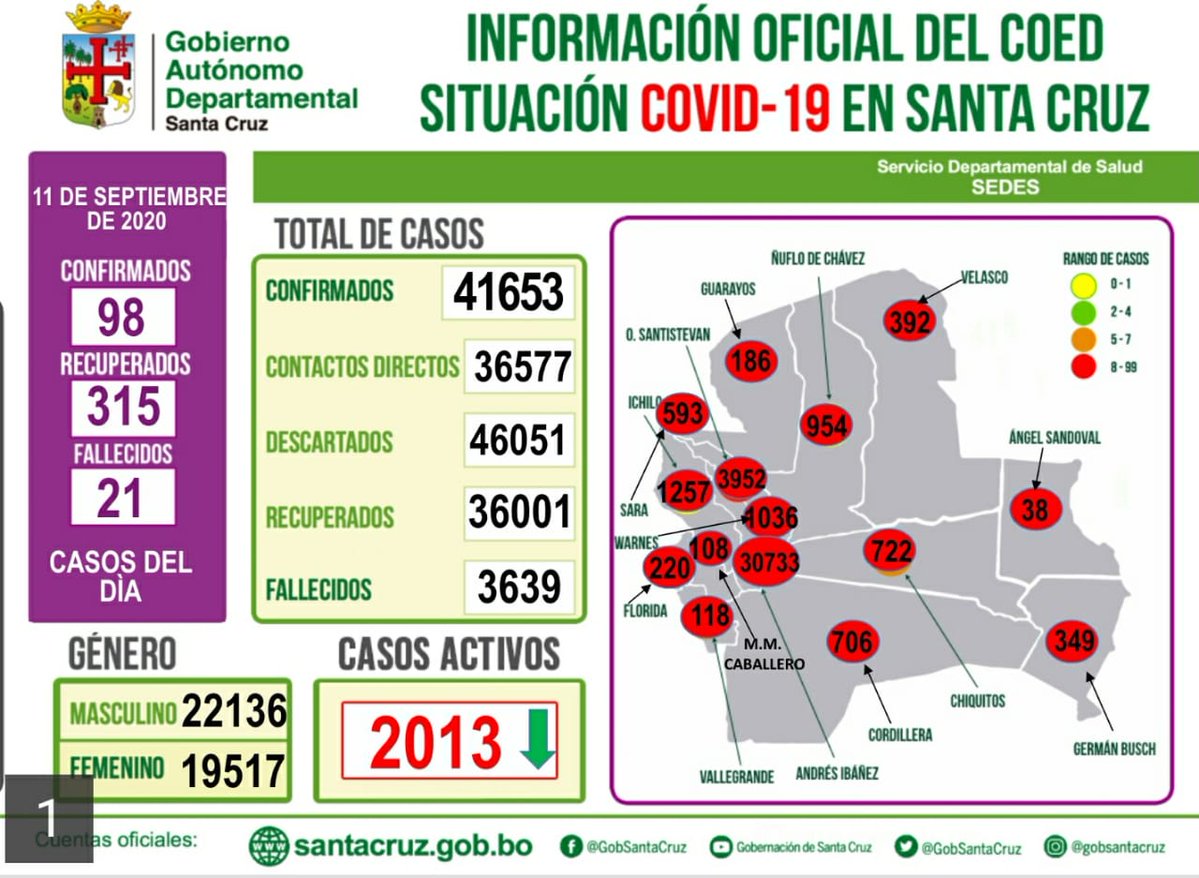 Gobierno
Autónomo
Departamental
Santa Cruz
INFORMACIÓN OFICIAL DEL COED
SITUACIÓN COVID-19 EN SANTA CRUZ
Servicio Departamental de Salud
SEDES
11 DE SEPTIEMBRE
DE 2020
CONFIRMADOS
98
RECUPERADOS
315
FALLECIDOS
21
CASOS DEL
DÌA
TOTAL DE CASOS
CONFIRMADOS 41653
CONTACTOS DIRECTOS 36577
DESCARTADOS 46051
RECUPERADOS 36001
FALLECIDOS 3639
GÉNERO
MASCULINO 22136
FEMENINO 19517
CASOS ACTIVOS
2013
RANGO DE CASOS
0 - 1
2 - 4
5 - 7
8 - 99
ÑUFLO DE CHÁVEZ
VELASCO
GUARAYOS
392
O. SANTISTEVAN
186
ICHILO
593
954
ÁNGEL SANDOVAL
3952
1257
38
SARA
1036
WARNES
108
722
30733
220
FLORIDA
118
706
349
M.M.
CABALLERO
CHIQUITOS
CORDILLERA
GERMÁN BUSCH
VALLEGRANDE
ANDRÉS IBÁÑEZ
1
Cuentas oficiales:
santacruz.gob.bo
@GobSantaCruz
Gobernación de Santa Cruz
@GobSantaCruz
@gobsantacruz